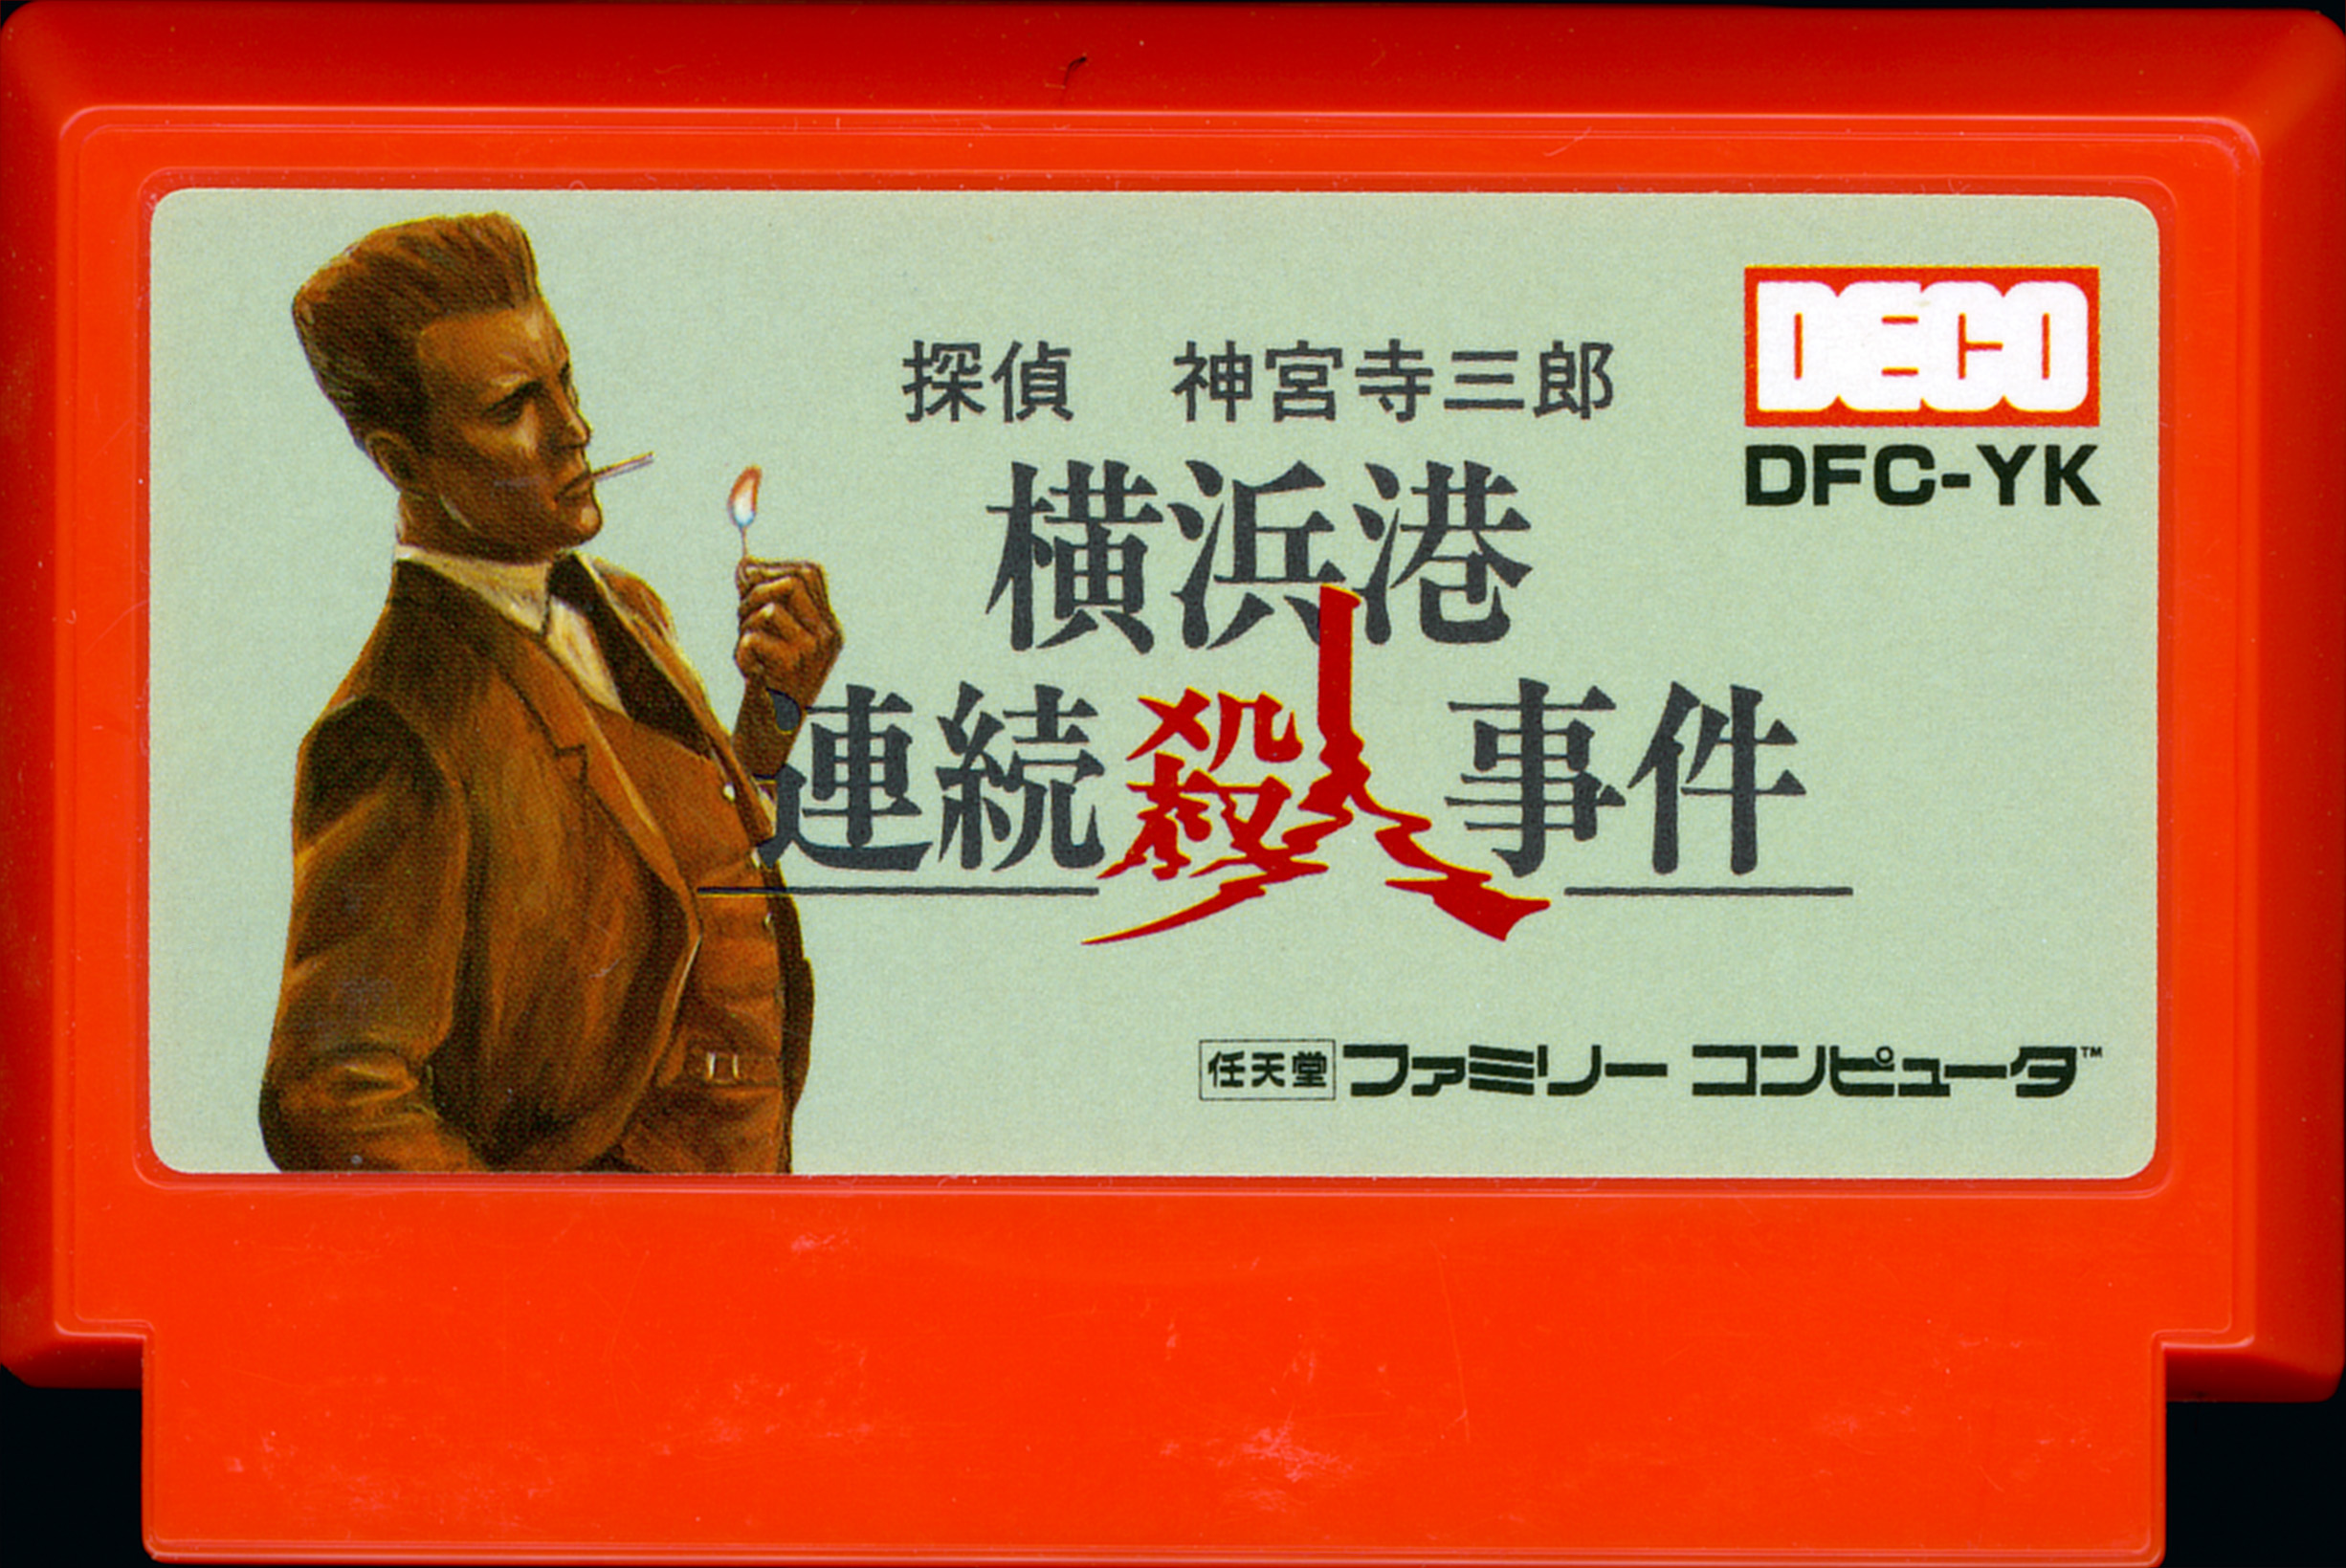 探偵 神宮寺三郎
DECO
DFC-YK
横浜港
連続殺人事件
任天堂 ファミリー コンピュータ™